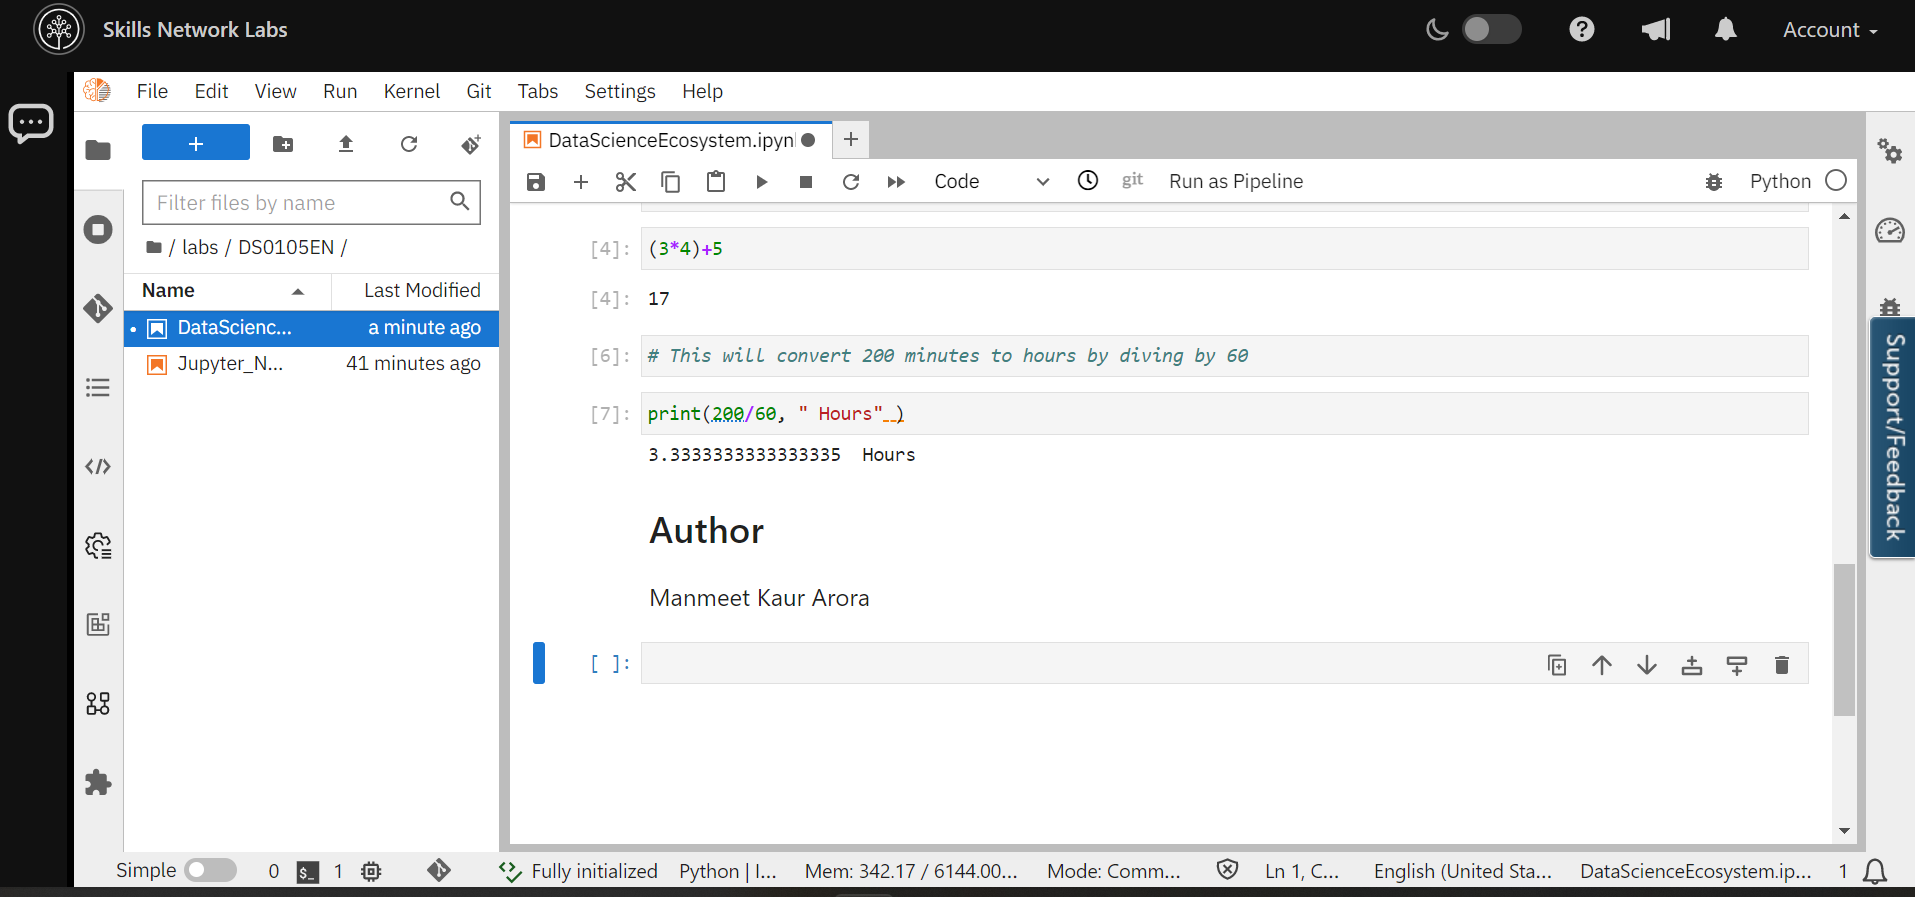 Skills Network Labs
Account
File Edit View Run Kernel Git Tabs Settings Help
+
Filter files by name
/ labs / DS0105EN /
Name Last Modified
DataScienc... a minute ago
Jupyter_N... 41 minutes ago
DataScienceEcosystem.ipyn
Code git Run as Pipeline Python
[4]: (3*4)+5
[4]: 17
[6]: # This will convert 200 minutes to hours by diving by 60
[7]: print(200/60, " Hours" )
3.3333333333333335  Hours
Author
Manmeet Kaur Arora
[ ]:
Support/Feedback
Simple 0 $_ 1 Fully initialized Python | I... Mem: 342.17 / 6144.00... Mode: Comm... Ln 1, C... English (United Sta... DataScienceEcosystem.ip... 1